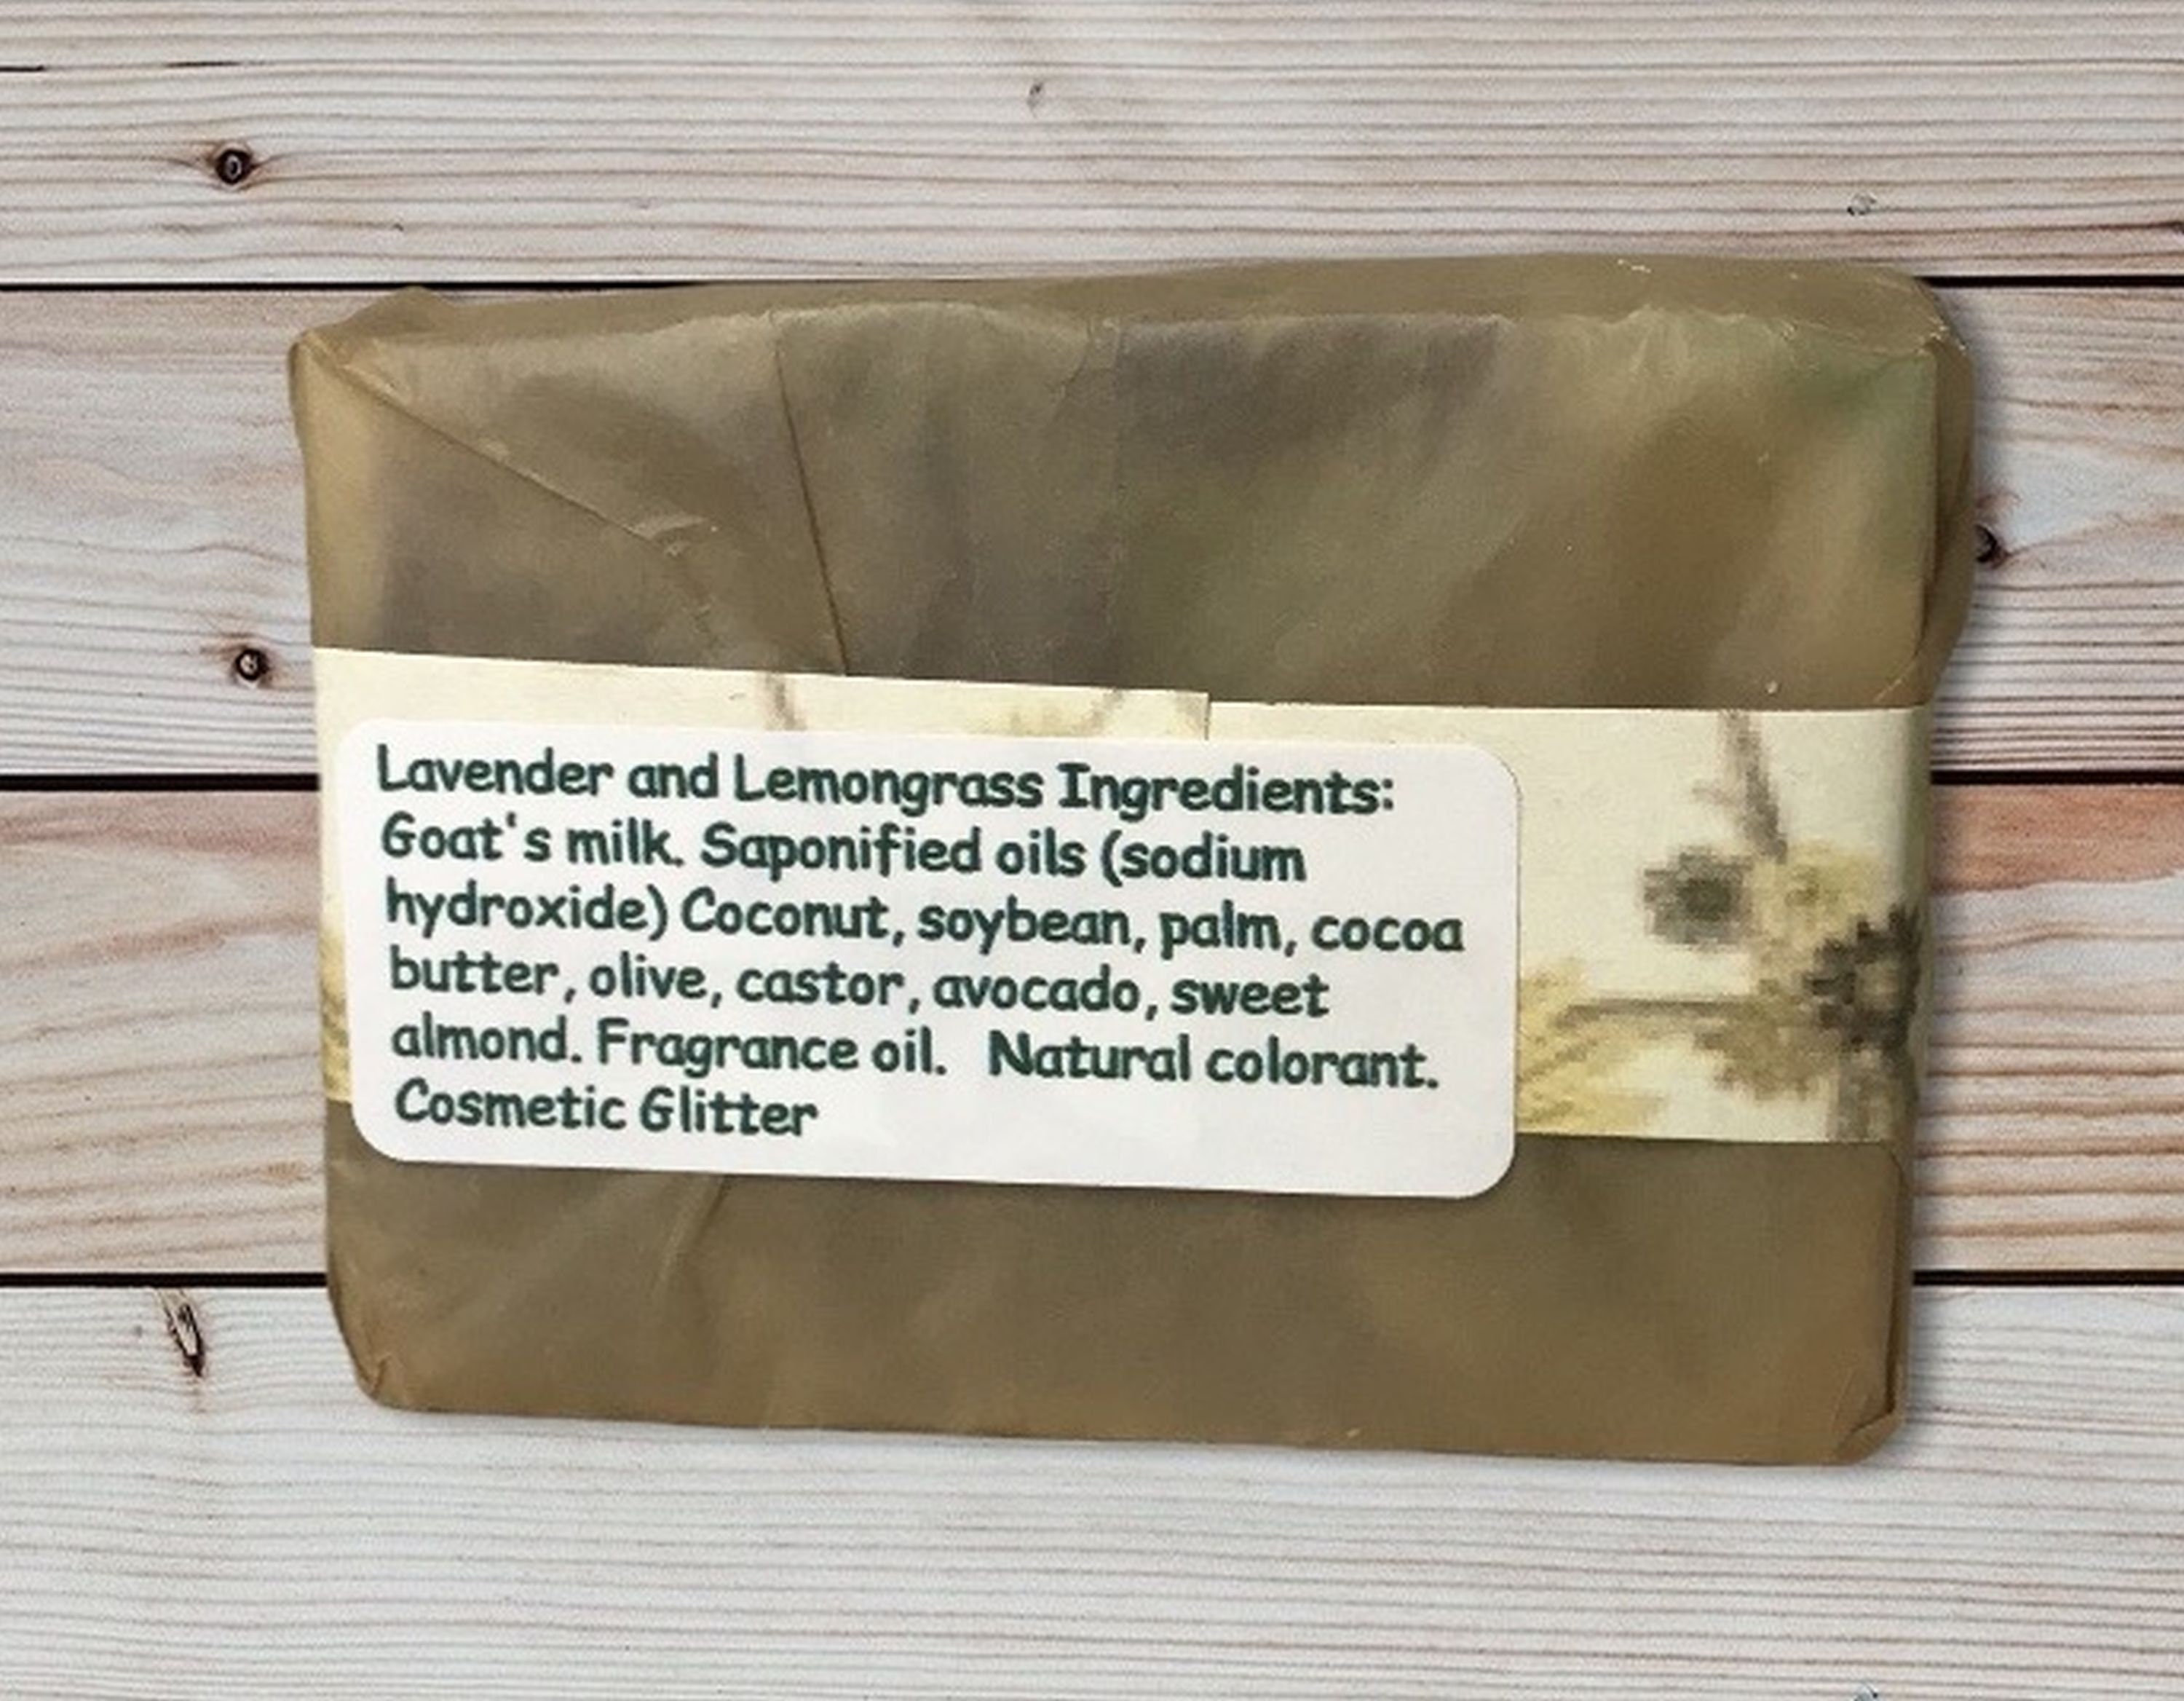 Lavender and Lemongrass Ingredients:
Goat's milk. Saponified oils (sodium
hydroxide) Coconut, soybean, palm, cocoa
butter, olive, castor, avocado, sweet
almond. Fragrance oil.  Natural colorant.
Cosmetic Glitter